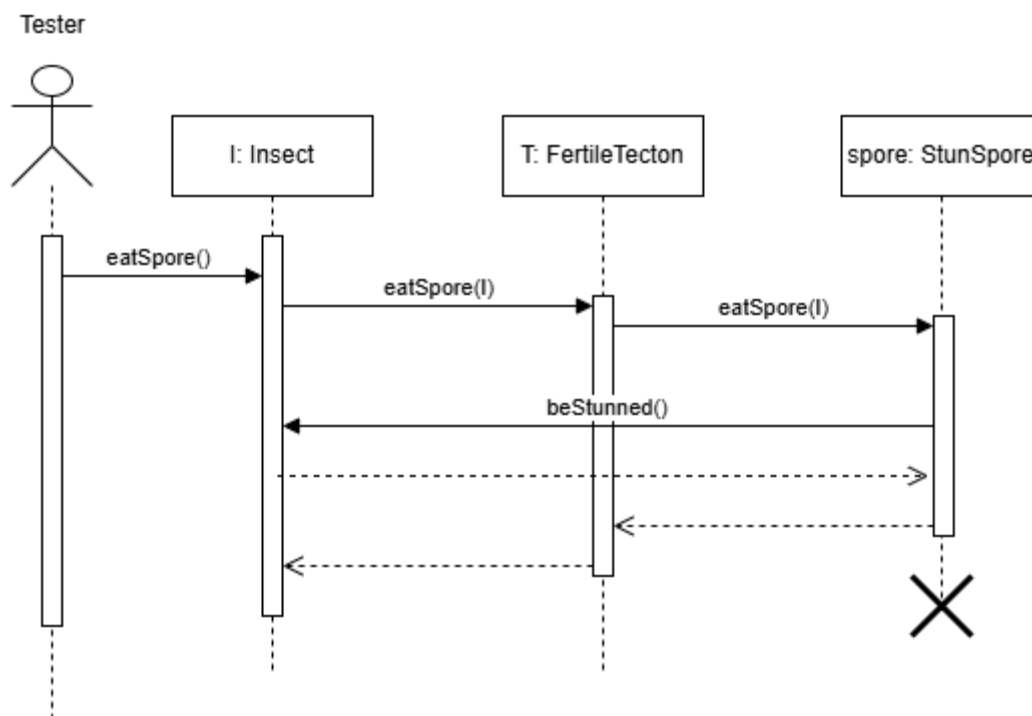 Tester
I: Insect
T: FertileTecton
spore: StunSpore
eatSpore()
eatSpore(I)
eatSpore(I)
beStunned()